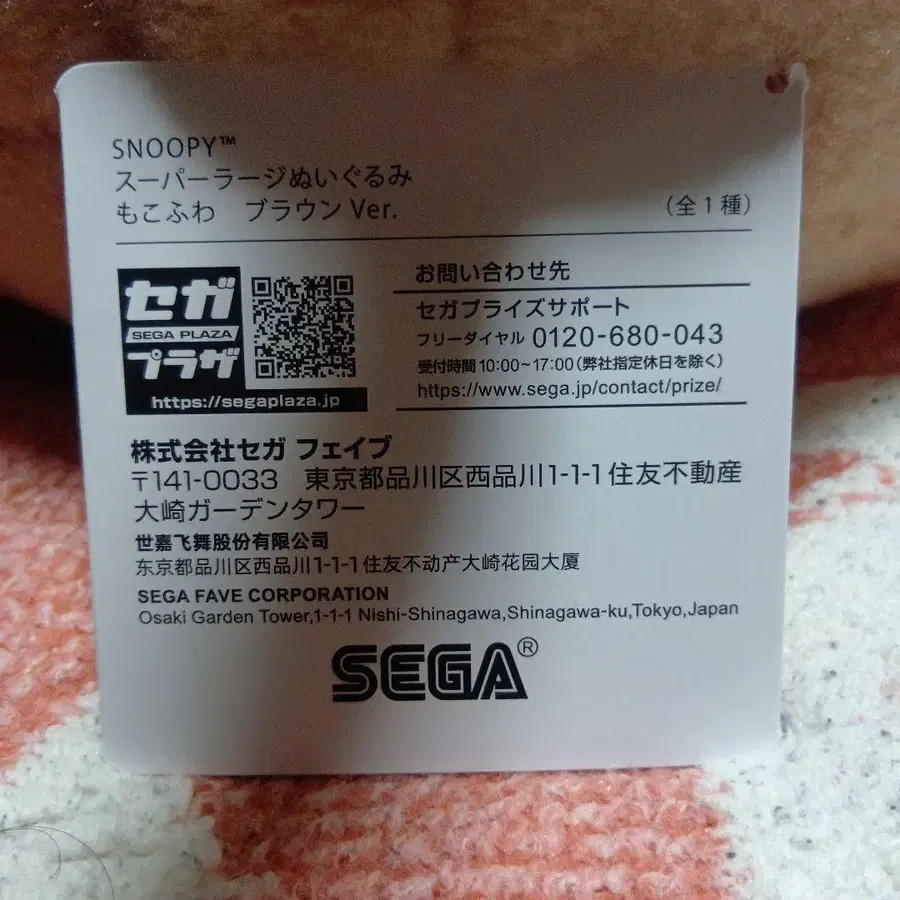 SNOOPY™
スーパーラージぬいぐるみ
もこふわ　ブラウン Ver.
（全１種）
セガ
SEGA PLAZA
プラザ
https://segaplaza.jp
お問い合わせ先
セガプライズサポート
フリーダイヤル 0120-680-043
受付時間 10:00～17:00（弊社指定休日を除く）
https://www.sega.jp/contact/prize/
株式会社セガ フェイブ
〒141-0033　東京都品川区西品川1-1-1 住友不動産
大崎ガーデンタワー
世嘉飞舞股份有限公司
东京都品川区西品川1-1-1住友不动产大崎花园大厦
SEGA FAVE CORPORATION
Osaki Garden Tower,1-1-1 Nishi-Shinagawa,Shinagawa-ku,Tokyo,Japan
SEGA®